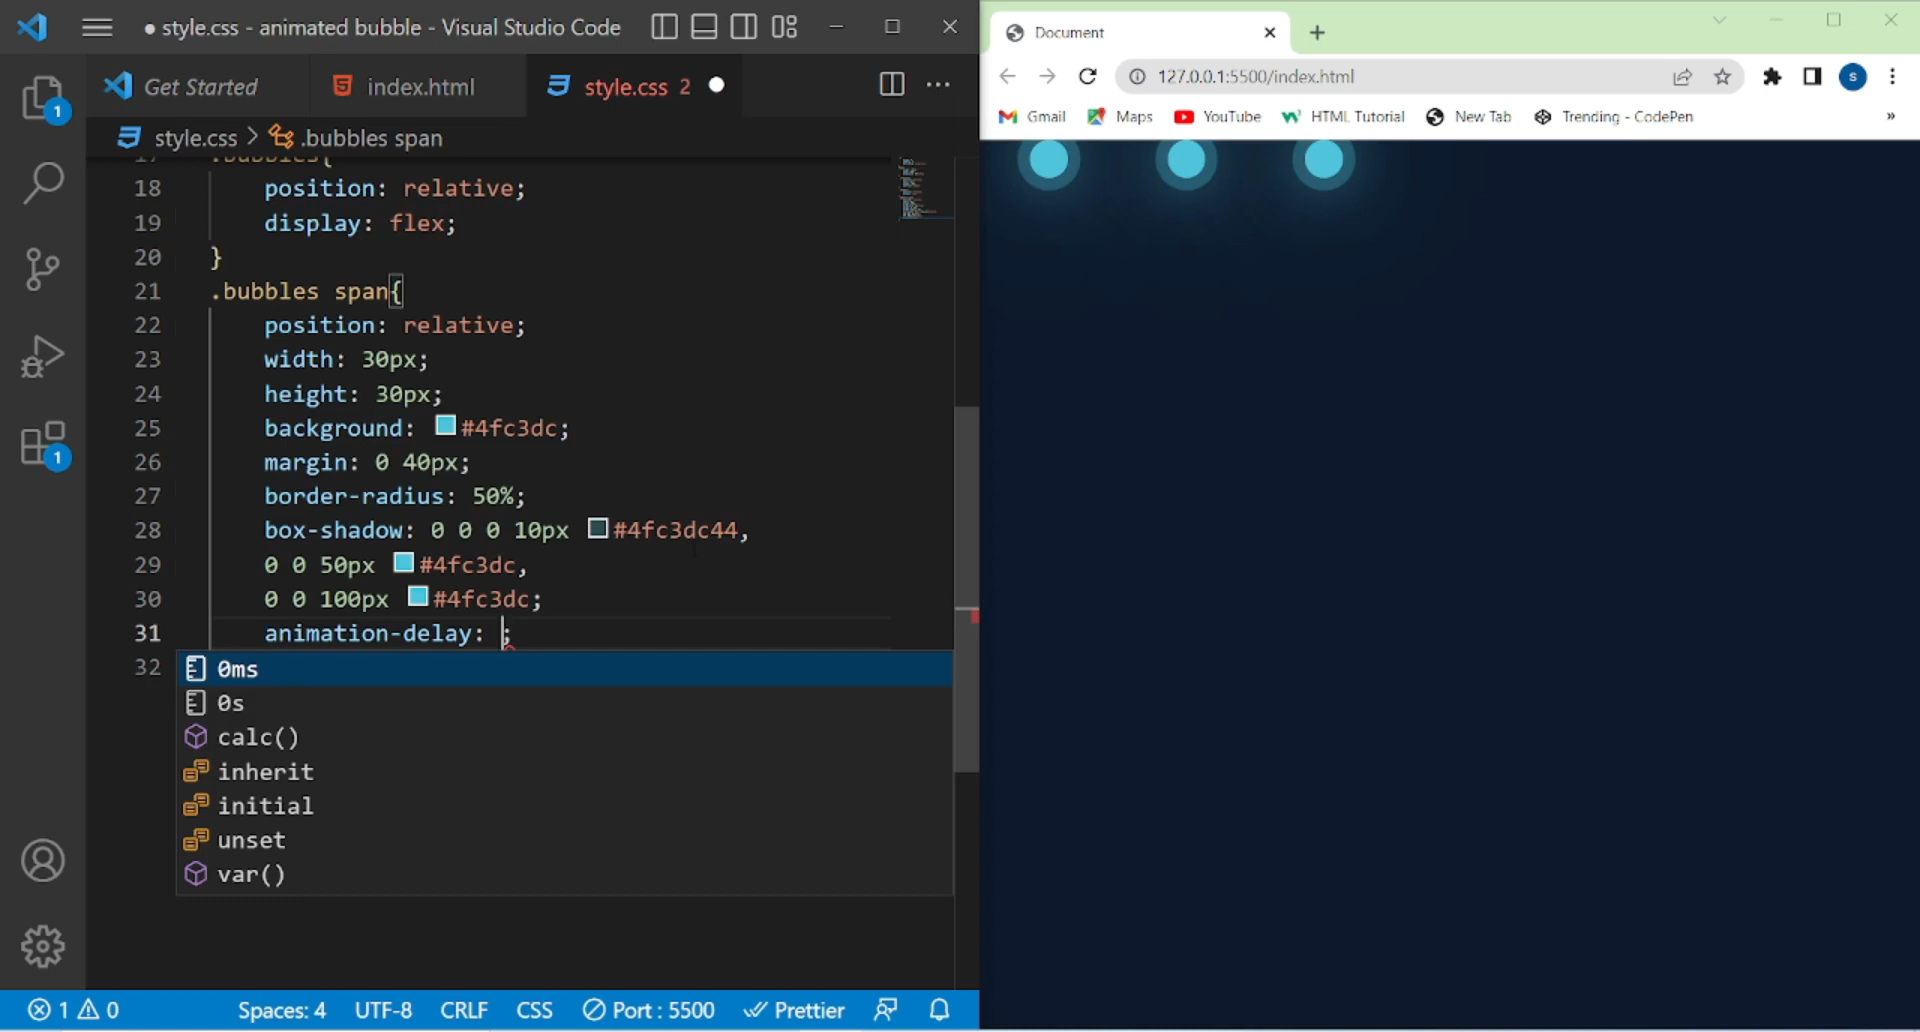 ● style.css - animated bubble - Visual Studio Code
Get Started
index.html
style.css 2
style.css > .bubbles span
17 .bubbles{
18 position: relative;
19 display: flex;
20 }
21 .bubbles span{
22 position: relative;
23 width: 30px;
24 height: 30px;
25 background: #4fc3dc;
26 margin: 0 40px;
27 border-radius: 50%;
28 box-shadow: 0 0 0 10px #4fc3dc44,
29 0 0 50px #4fc3dc,
30 0 0 100px #4fc3dc;
31 animation-delay: ;
32
0ms
0s
calc()
inherit
initial
unset
var()
1
1
1 0 Spaces: 4 UTF-8 CRLF CSS Port : 5500 Prettier
Document
127.0.0.1:5500/index.html
S
Gmail Maps YouTube HTML Tutorial New Tab Trending - CodePen »